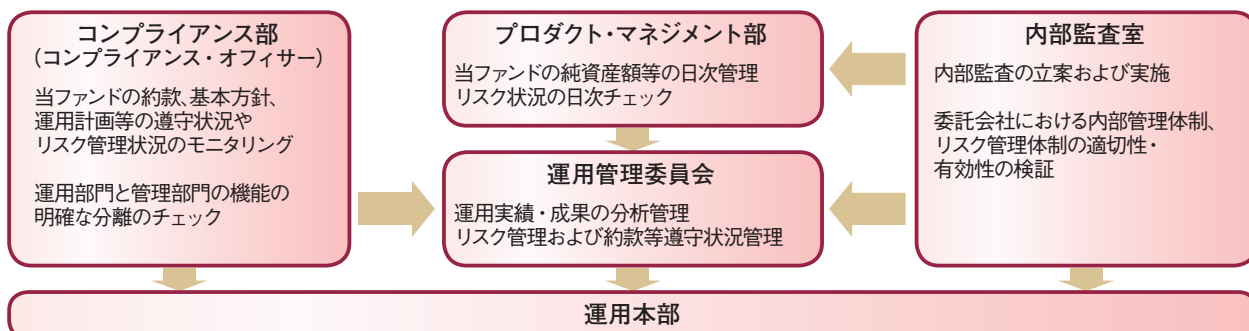 コンプライアンス部
(コンプライアンス・オフィサー)
当ファンドの約款、基本方針、
運用計画等の遵守状況や
リスク管理状況のモニタリング
運用部門と管理部門の機能の
明確な分離のチェック
プロダクト・マネジメント部
当ファンドの純資産額等の日次管理
リスク状況の日次チェック
運用管理委員会
運用実績・成果の分析管理
リスク管理および約款等遵守状況管理
内部監査室
内部監査の立案および実施
委託会社における内部管理体制、
リスク管理体制の適切性・
有効性の検証
運用本部